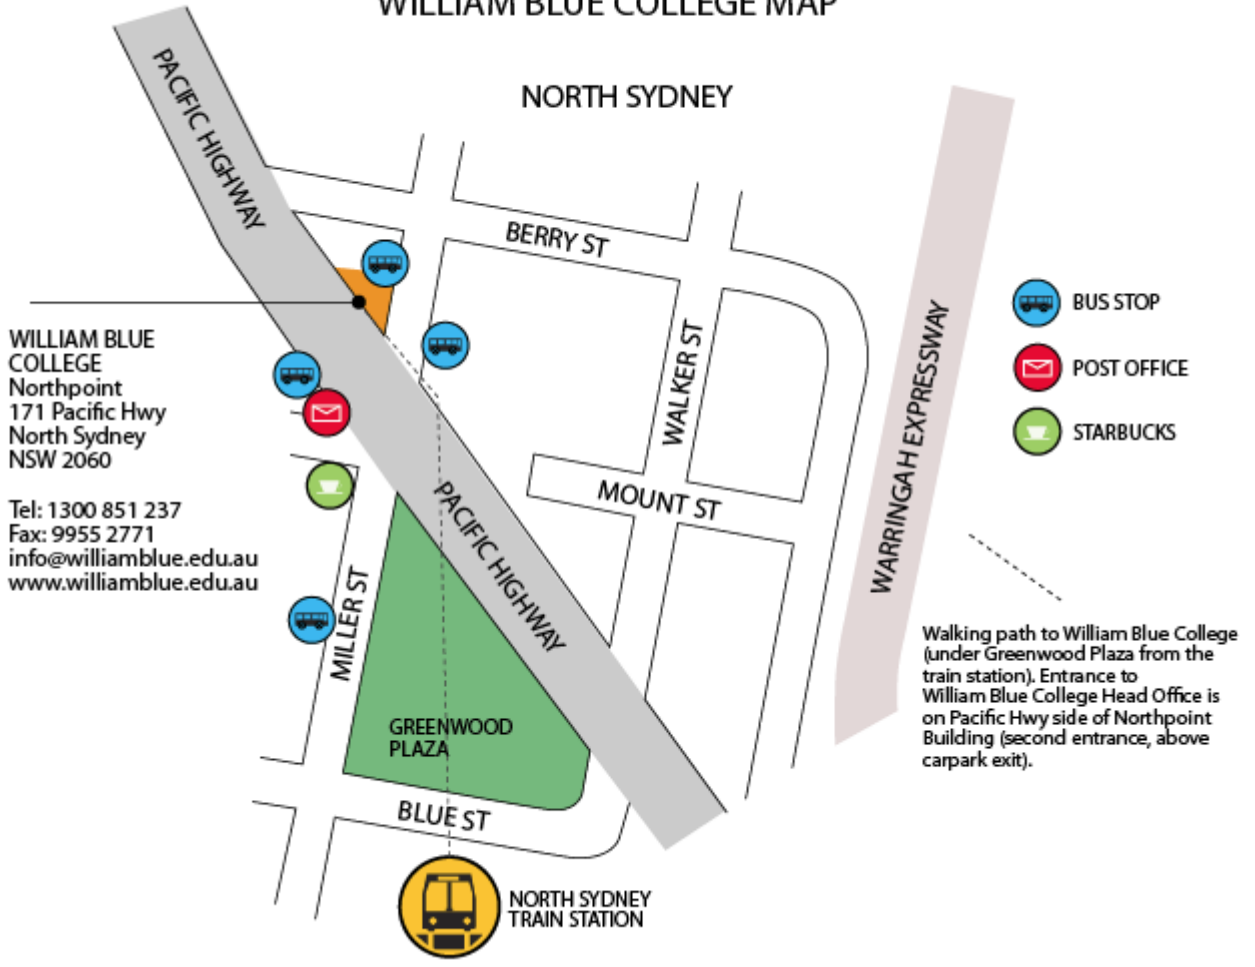 WILLIAM BLUE COLLEGE MAP
NORTH SYDNEY
PACIFIC HIGHWAY
BERRY ST
WILLIAM BLUE
COLLEGE
Northpoint
171 Pacific Hwy
North Sydney
NSW 2060
Tel: 1300 851 237
Fax: 9955 2771
info@williamblue.edu.au
www.williamblue.edu.au
WALKER ST
MOUNT ST
PACIFIC HIGHWAY
MILLER ST
GREENWOOD
PLAZA
BLUE ST
NORTH SYDNEY
TRAIN STATION
WARRINGAH EXPRESSWAY
BUS STOP
POST OFFICE
STARBUCKS
Walking path to William Blue College
(under Greenwood Plaza from the
train station). Entrance to
William Blue College Head Office is
on Pacific Hwy side of Northpoint
Building (second entrance, above
carpark exit).